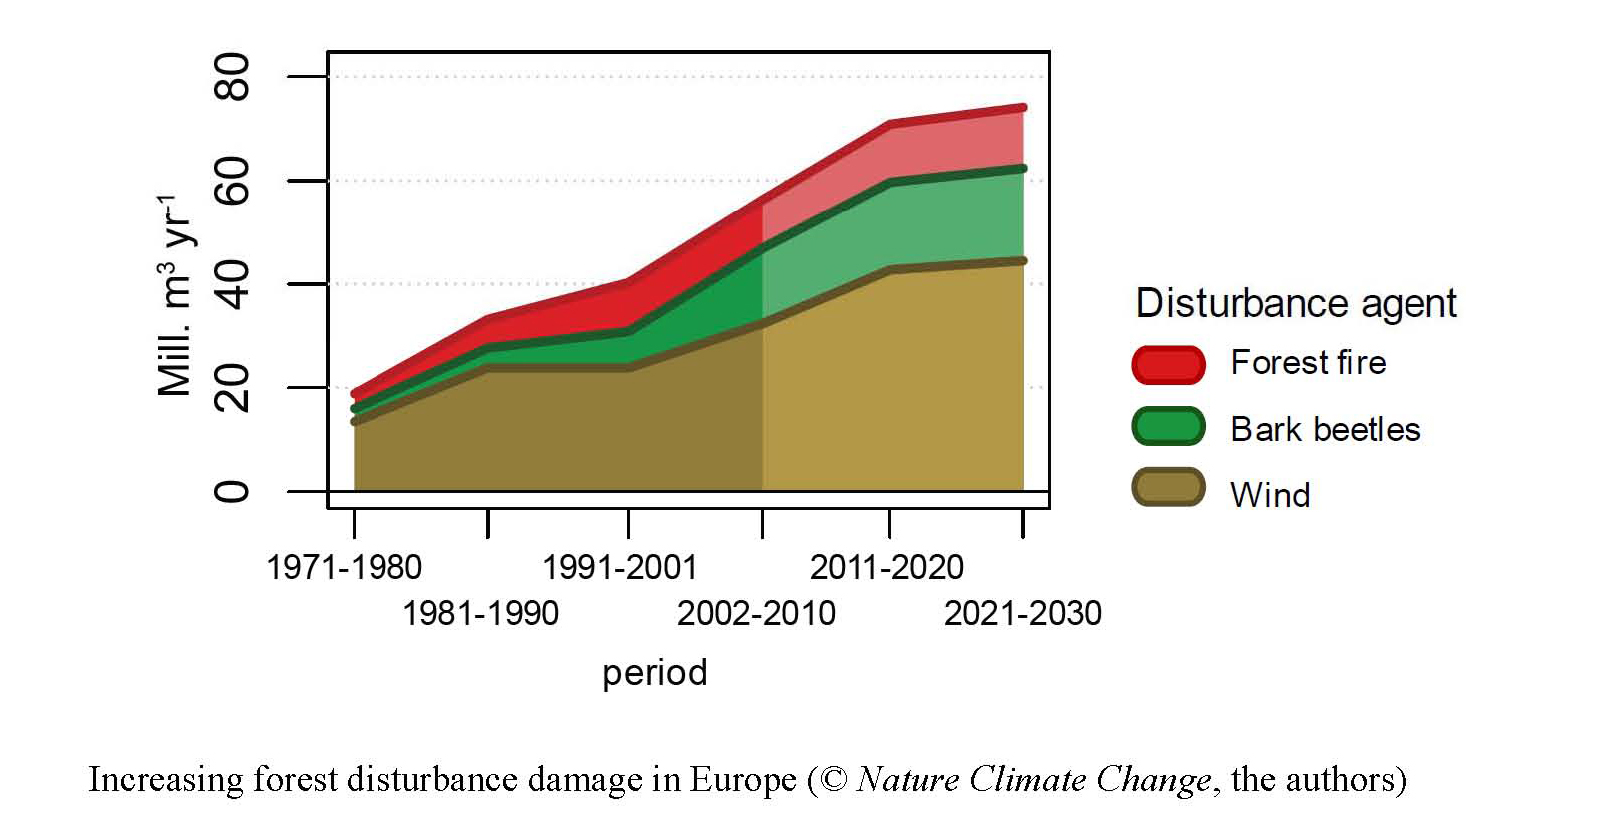 80
60
40
20
0
Mill. m³ yr⁻¹
1971-1980
1981-1990
1991-2001
2002-2010
2011-2020
2021-2030
period
Disturbance agent
Forest fire
Bark beetles
Wind
Increasing forest disturbance damage in Europe (© Nature Climate Change, the authors)